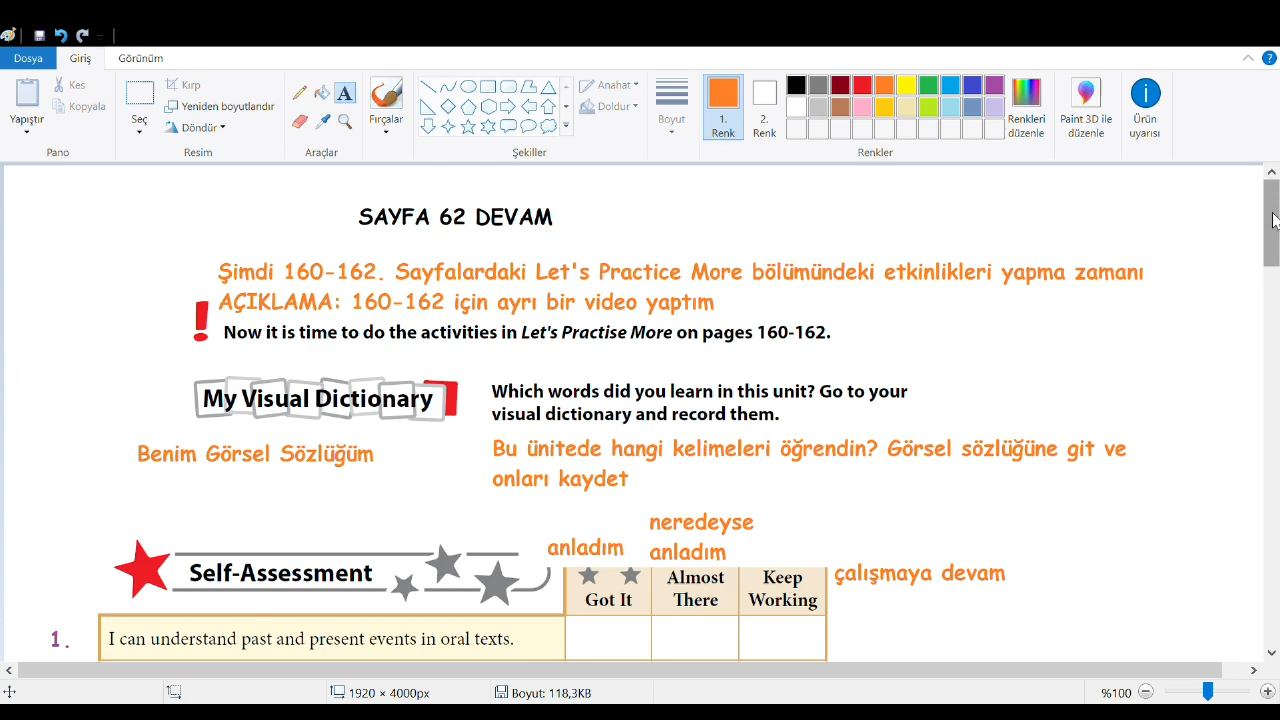 Dosya Giriş Görünüm
Yapıştır
Kes
Kopyala
Pano
Seç
Kırp
Yeniden boyutlandır
Döndür
Resim
A
Araçlar
Fırçalar
Anahat
Doldur
Şekiller
Boyut
1. Renk
2. Renk
Renkleri düzenle
Renkler
Paint 3D ile düzenle
Ürün uyarısı
SAYFA 62 DEVAM
Şimdi 160-162. Sayfalardaki Let's Practice More bölümündeki etkinlikleri yapma zamanı
AÇIKLAMA: 160-162 için ayrı bir video yaptım
! Now it is time to do the activities in Let's Practise More on pages 160-162.
My Visual Dictionary
Which words did you learn in this unit? Go to your
visual dictionary and record them.
Benim Görsel Sözlüğüm
Bu ünitede hangi kelimeleri öğrendin? Görsel sözlüğüne git ve
onları kaydet
anladım
neredeyse
anladım
çalışmaya devam
Self-Assessment
Got It
Almost There
Keep Working
1. I can understand past and present events in oral texts.
1920 × 4000px
Boyut: 118,3KB
%100